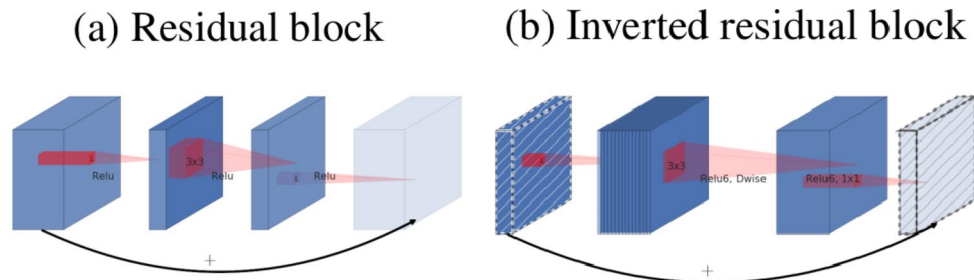 (a) Residual block
(b) Inverted residual block
1
3x3
Relu
Relu
1
Relu
+
3x3
Relu6, Dwise
Relu6, 1x1
+